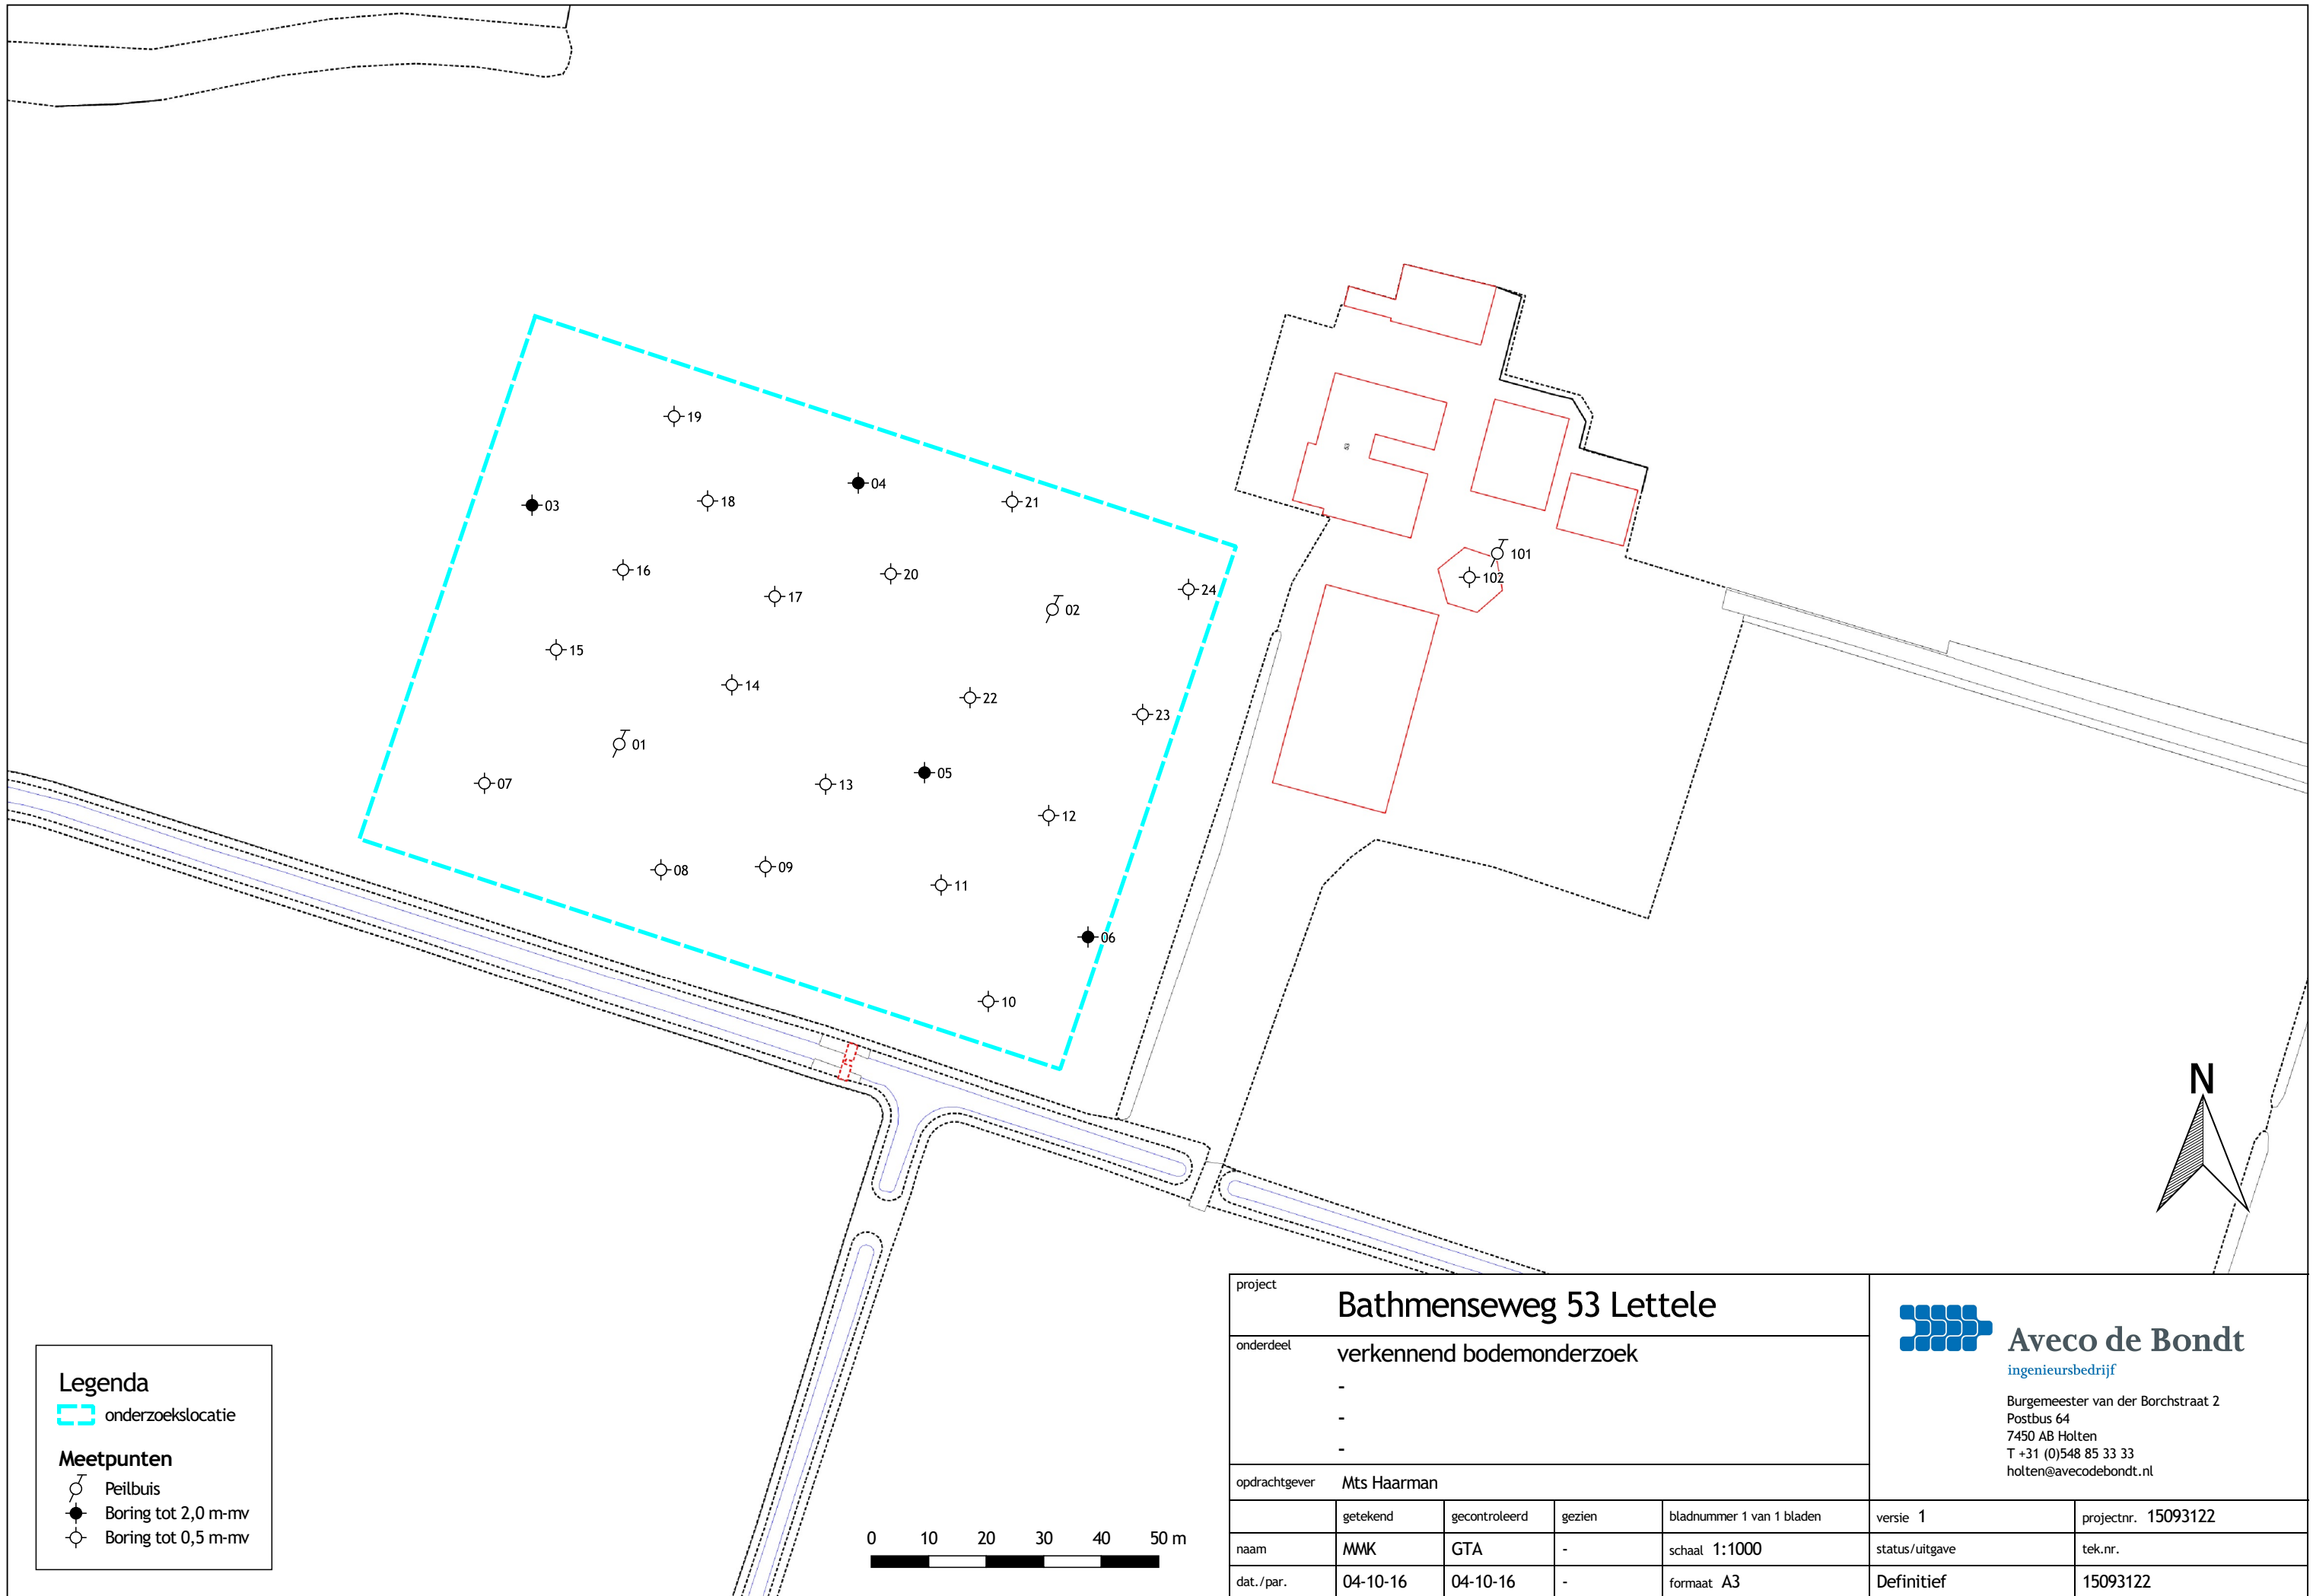 19
04
03
18
21
53
101
16
20
102
17
24
02
15
14
22
23
01
05
07
13
12
08
09
11
06
10
N
Legenda
onderzoekslocatie
Meetpunten
Peilbuis
Boring tot 2,0 m-mv
Boring tot 0,5 m-mv
0 10 20 30 40 50 m
project
Bathmenseweg 53 Lettele
onderdeel
verkennend bodemonderzoek
-
-
-
opdrachtgever Mts Haarman
getekend gecontroleerd gezien bladnummer 1 van 1 bladen
naam MMK GTA - schaal 1:1000
dat./par. 04-10-16 04-10-16 - formaat A3
Aveco de Bondt
ingenieursbedrijf
Burgemeester van der Borchstraat 2
Postbus 64
7450 AB Holten
T +31 (0)548 85 33 33
holten@avecodebondt.nl
versie 1 projectnr. 15093122
status/uitgave tek.nr.
Definitief 15093122